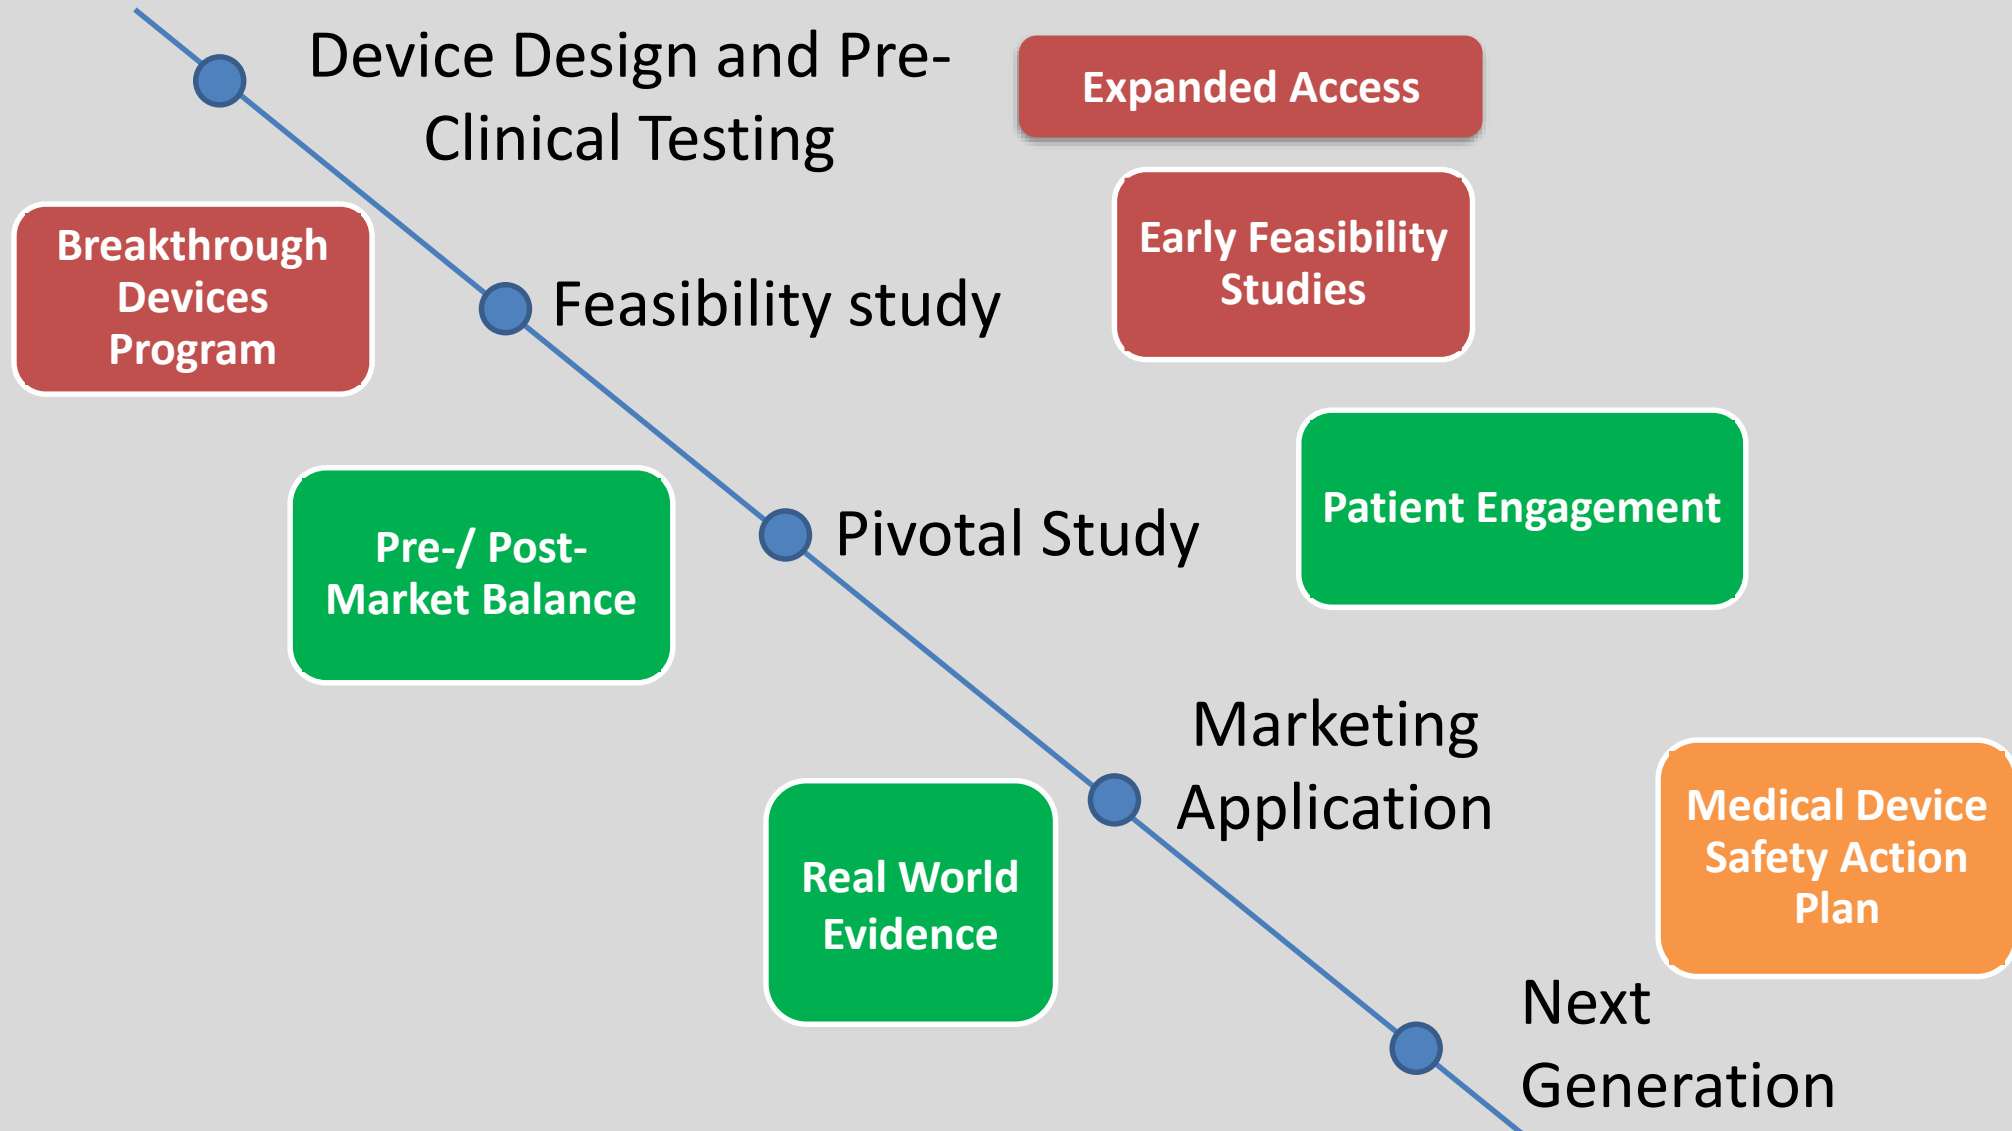 Device Design and Pre-
Clinical Testing
Expanded Access
Breakthrough
Devices
Program
Feasibility study
Early Feasibility
Studies
Pre-/ Post-
Market Balance
Pivotal Study
Patient Engagement
Real World
Evidence
Marketing
Application
Medical Device
Safety Action
Plan
Next
Generation